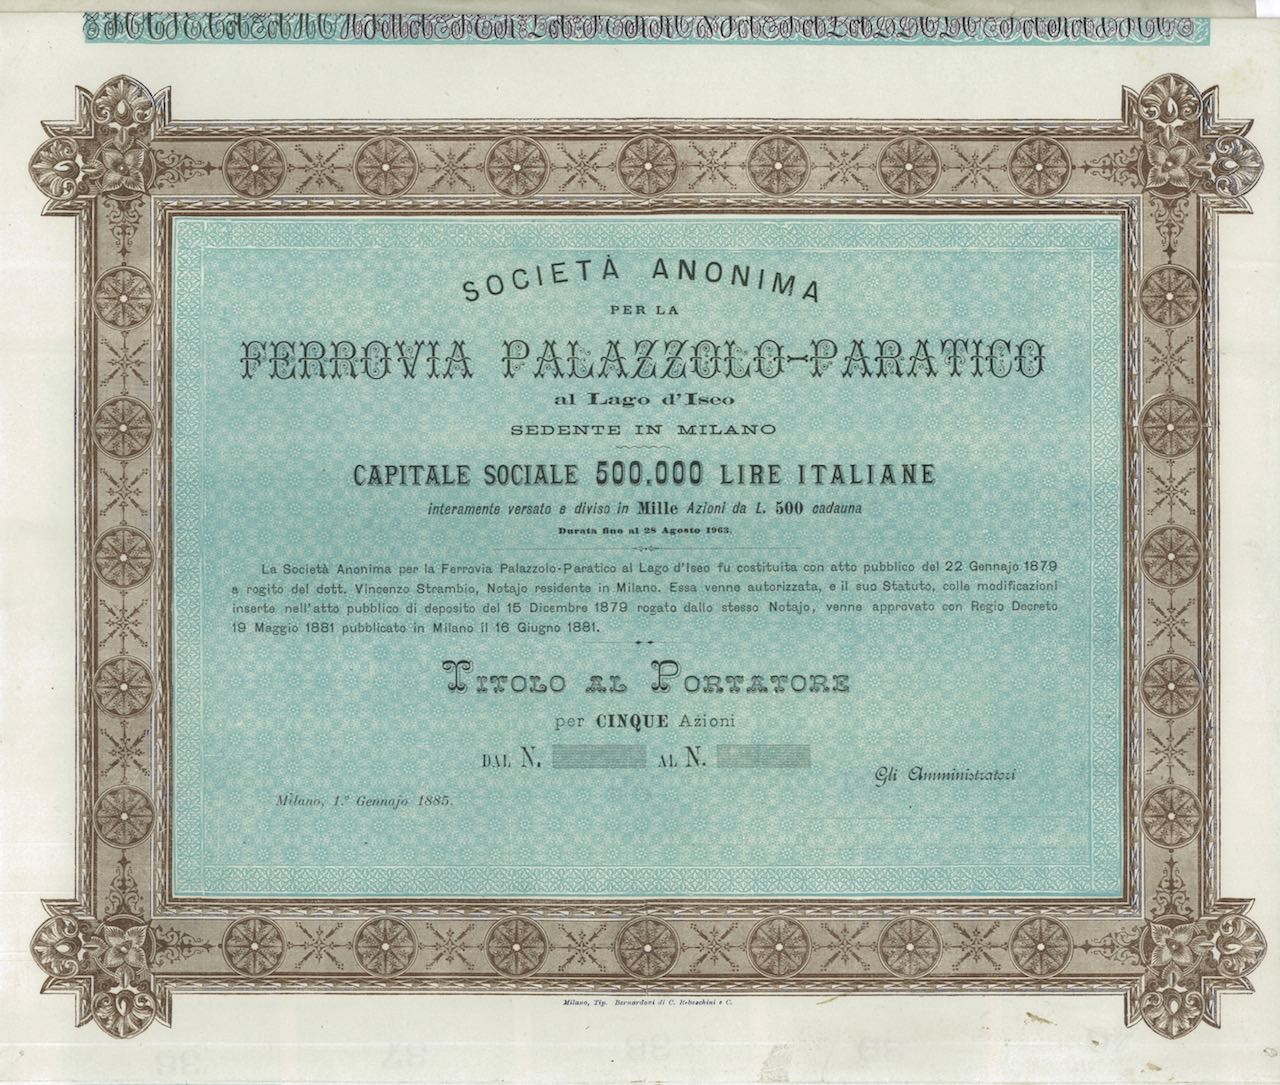 SOCIETÀ ANONIMA
PER LA
FERROVIA PALAZZOLO-PARATICO
al Lago d'Iseo
SEDENTE IN MILANO
CAPITALE SOCIALE 500,000 LIRE ITALIANE
interamente versato e diviso in Mille Azioni da L. 500 cadauna
Durata fino al 28 Agosto 1963.
La Società Anonima per la Ferrovia Palazzolo-Paratico al Lago d'Iseo fu costituita con atto pubblico del 22 Gennajo 1879
a rogito del dott. Vincenzo Strambio, Notajo residente in Milano. Essa venne autorizzata, e il suo Statuto, colle modificazioni
inserte nell'atto pubblico di deposito del 15 Dicembre 1879 rogato dallo stesso Notajo, venne approvato con Regio Decreto
19 Maggio 1881 pubblicato in Milano il 16 Giugno 1881.
TITOLO AL PORTATORE
per CINQUE Azioni
DAL N. AL N.
Gli Amministratori
Milano, 1.° Gennajo 1885.
Milano, Tip. Bernardoni di C. Rebeschini e C.